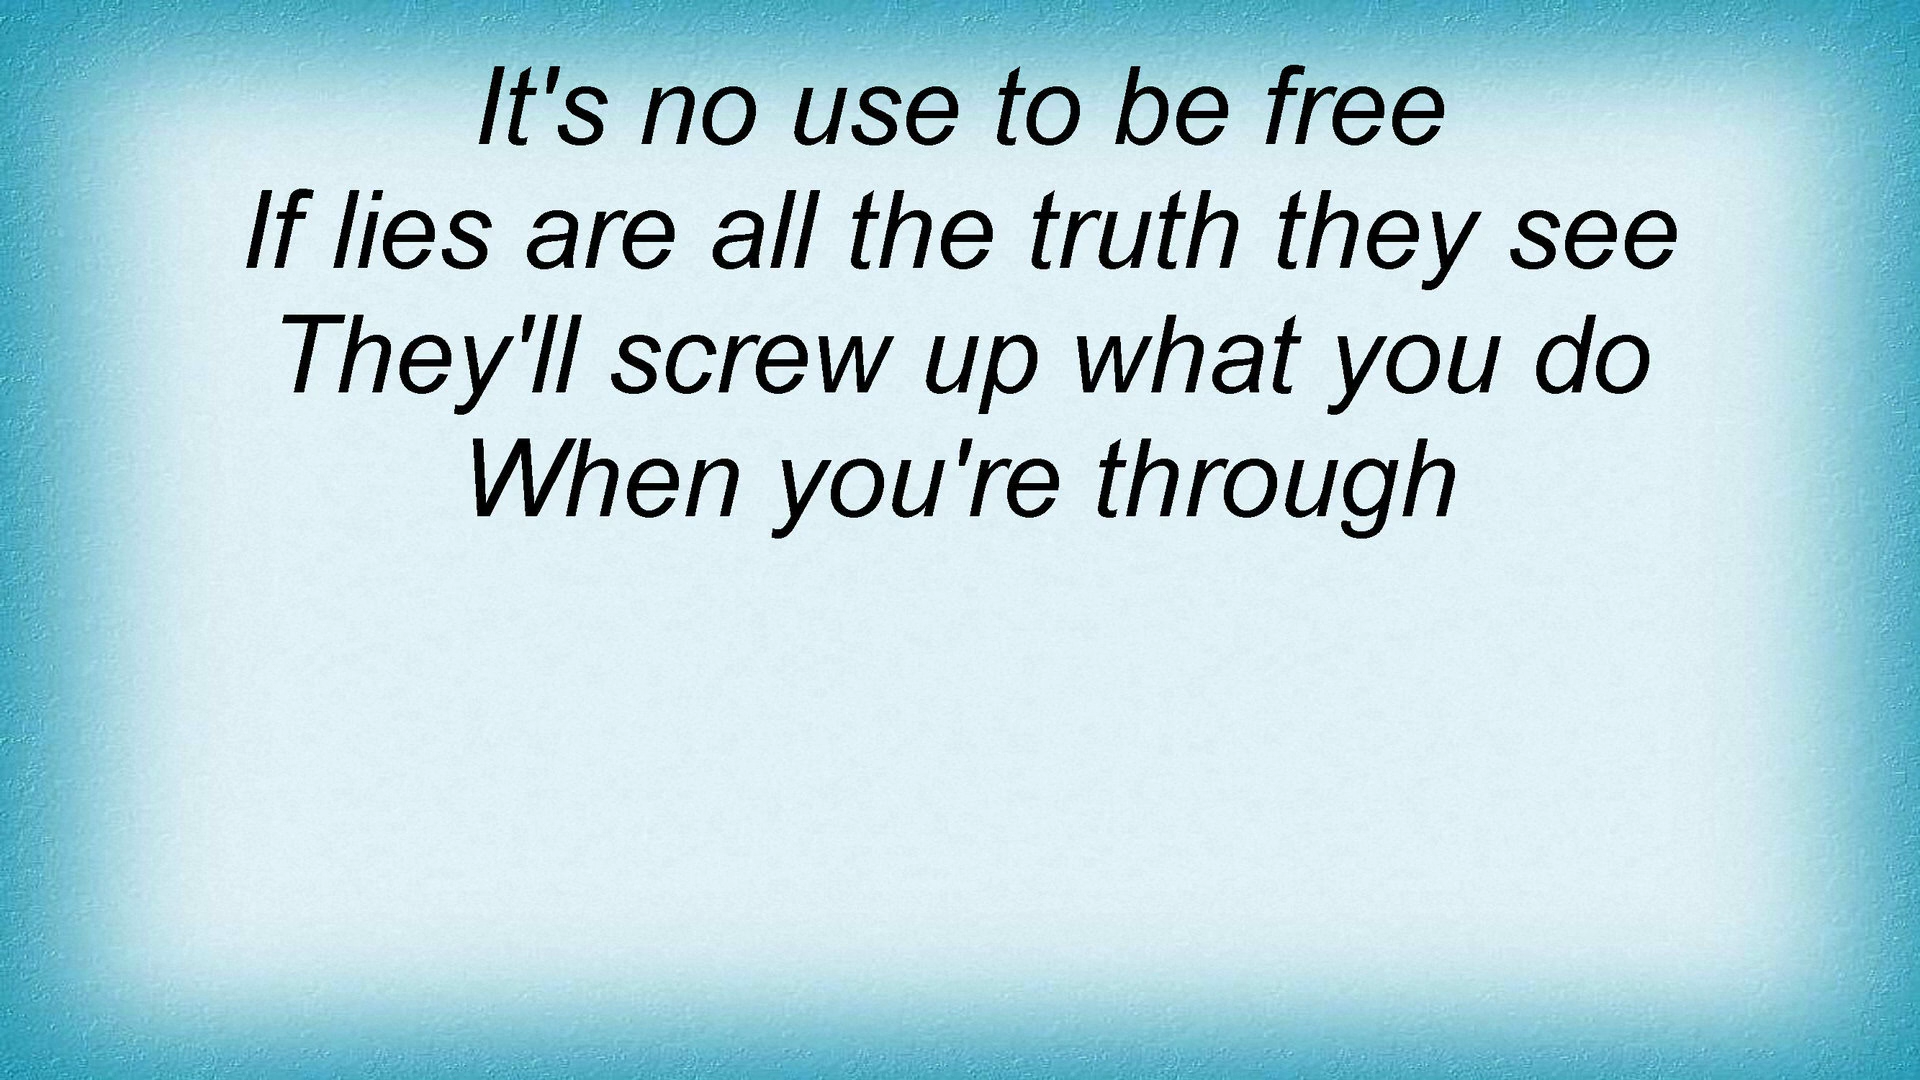 It's no use to be free
If lies are all the truth they see
They'll screw up what you do
When you're through